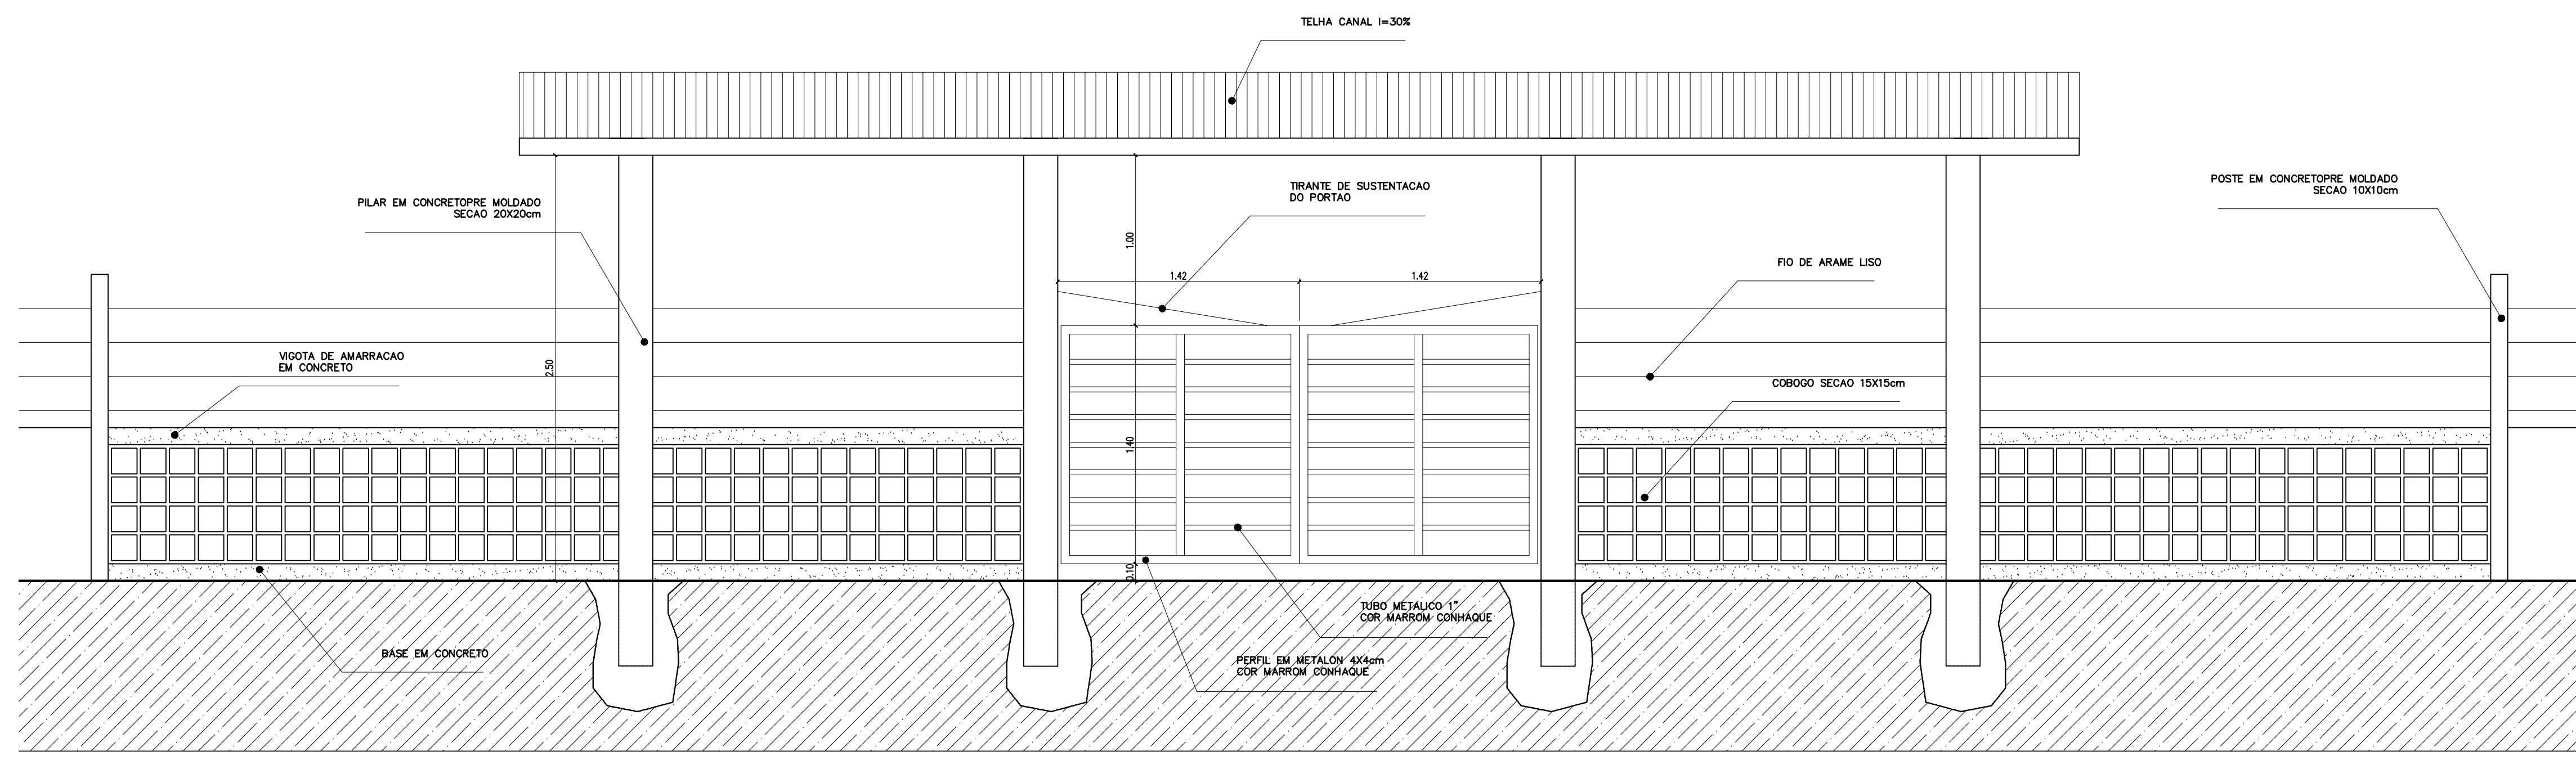 TELHA CANAL I=30%
TIRANTE DE SUSTENTACAO
DO PORTAO
POSTE EM CONCRETOPRE MOLDADO
SECAO 10X10cm
PILAR EM CONCRETOPRE MOLDADO
SECAO 20X20cm
1.00
FIO DE ARAME LISO
1.42
1.42
VIGOTA DE AMARRACAO
EM CONCRETO
2.50
COBOGO SECAO 15X15cm
1.40
0.10
TUBO METALICO 1"
COR MARROM CONHAQUE
BASE EM CONCRETO
PERFIL EM METALON 4X4cm
COR MARROM CONHAQUE